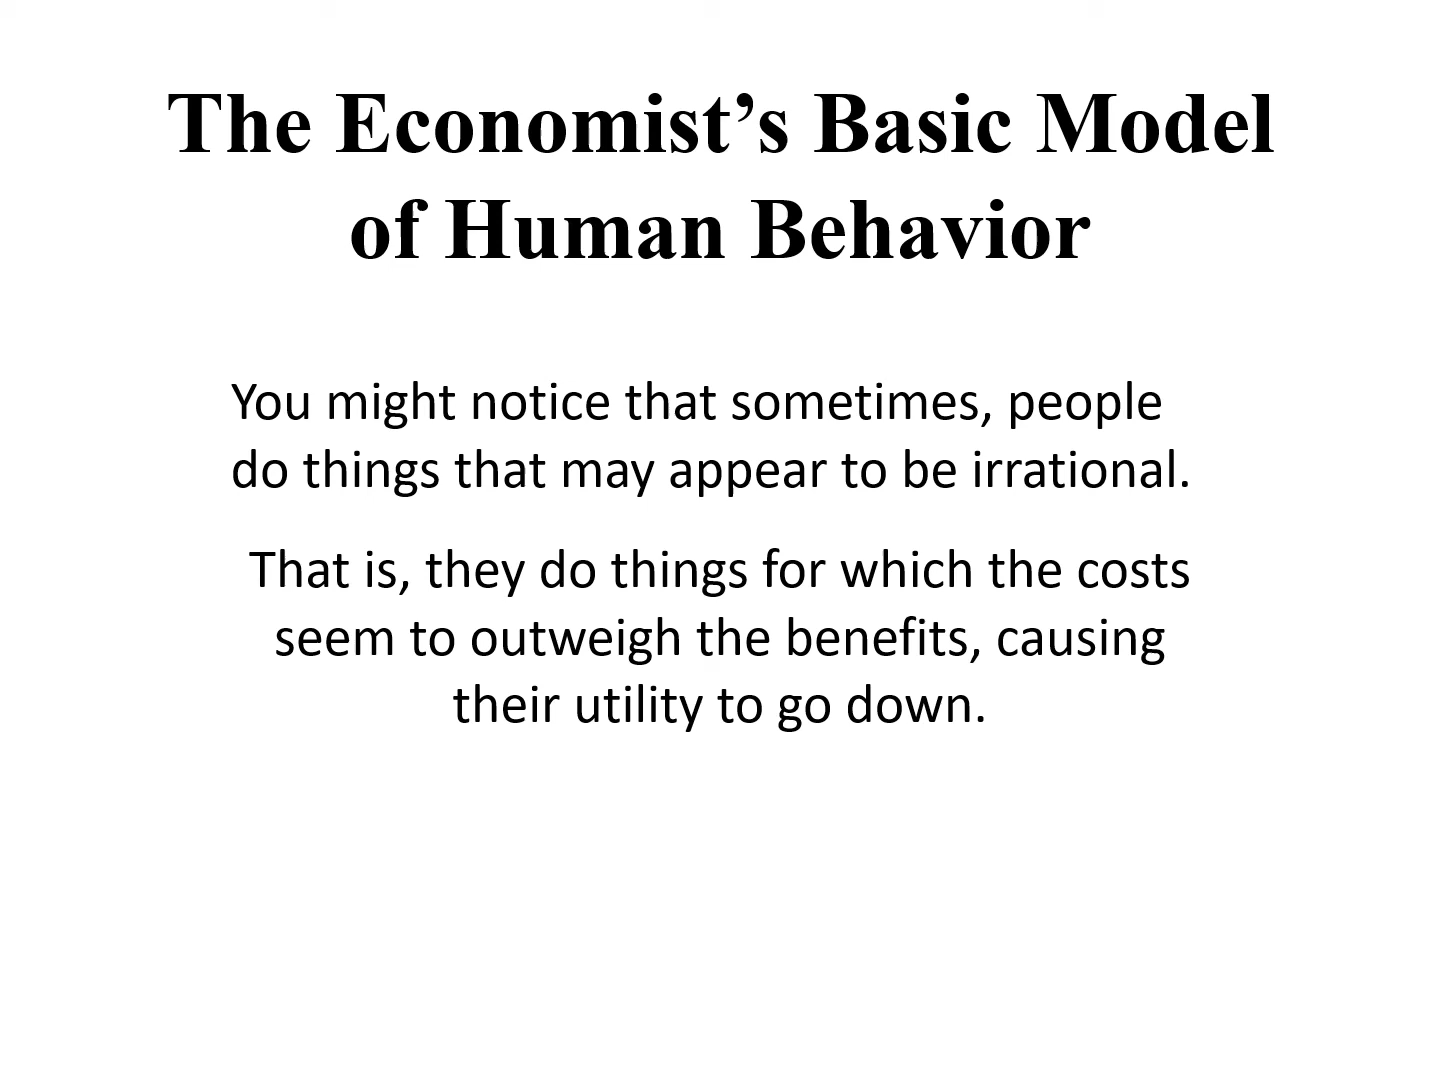 The Economist’s Basic Model
of Human Behavior
You might notice that sometimes, people
do things that may appear to be irrational.
That is, they do things for which the costs
seem to outweigh the benefits, causing
their utility to go down.